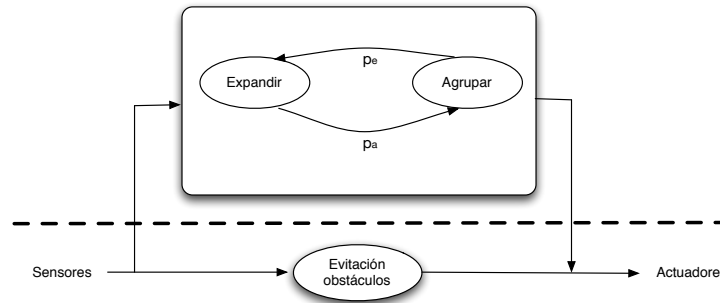 pe
Expandir
Agrupar
pa
Sensores
Evitación
obstáculos
Actuadore